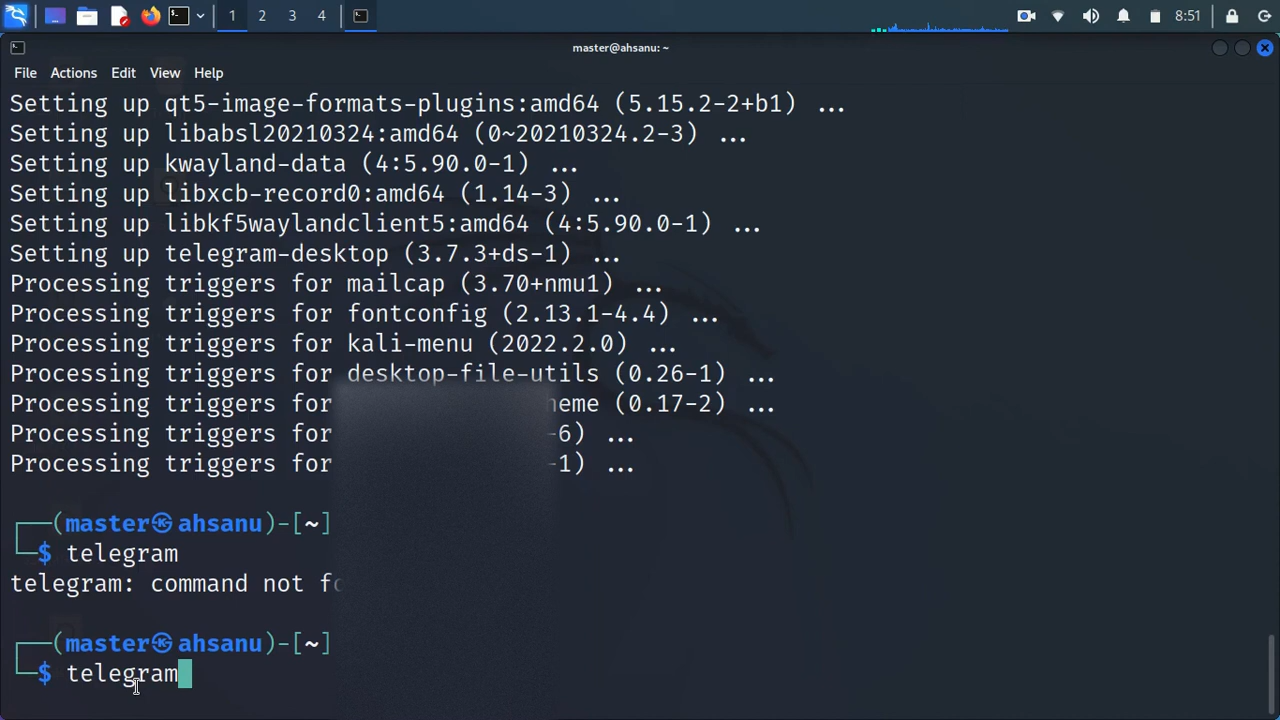 1 2 3 4 8:51
master@ahsanu: ~
File Actions Edit View Help
Setting up qt5-image-formats-plugins:amd64 (5.15.2-2+b1) ...
Setting up libabsl20210324:amd64 (0~20210324.2-3) ...
Setting up kwayland-data (4:5.90.0-1) ...
Setting up libxcb-record0:amd64 (1.14-3) ...
Setting up libkf5waylandclient5:amd64 (4:5.90.0-1) ...
Setting up telegram-desktop (3.7.3+ds-1) ...
Processing triggers for mailcap (3.70+nmu1) ...
Processing triggers for fontconfig (2.13.1-4.4) ...
Processing triggers for kali-menu (2022.2.0) ...
Processing triggers for desktop-file-utils (0.26-1) ...
Processing triggers for (0.17-2) ...
Processing triggers for -6) ...
Processing triggers for -1) ...
┌──(master㉿ahsanu)-[~]
└─$ telegram
telegram: command not
┌──(master㉿ahsanu)-[~]
└─$ telegram